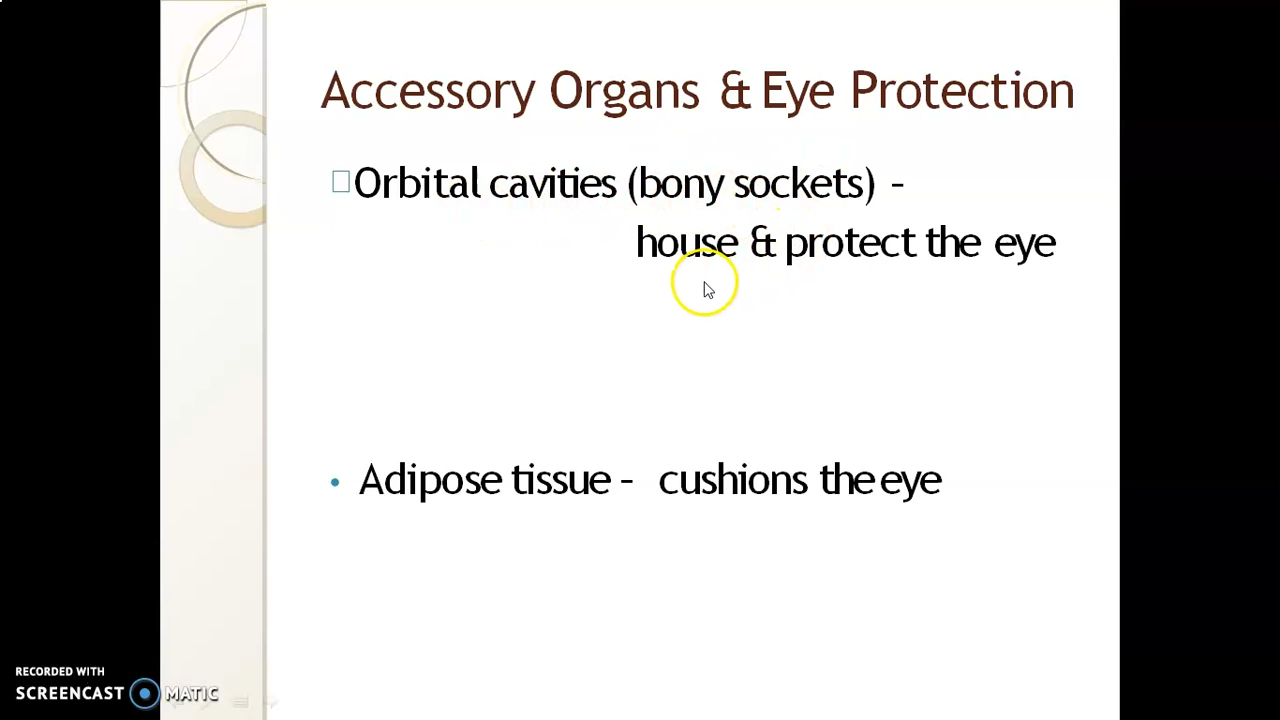 Accessory Organs & Eye Protection
Orbital cavities (bony sockets) -
house & protect the eye
• Adipose tissue - cushions the eye
RECORDED WITH
SCREENCAST MATIC